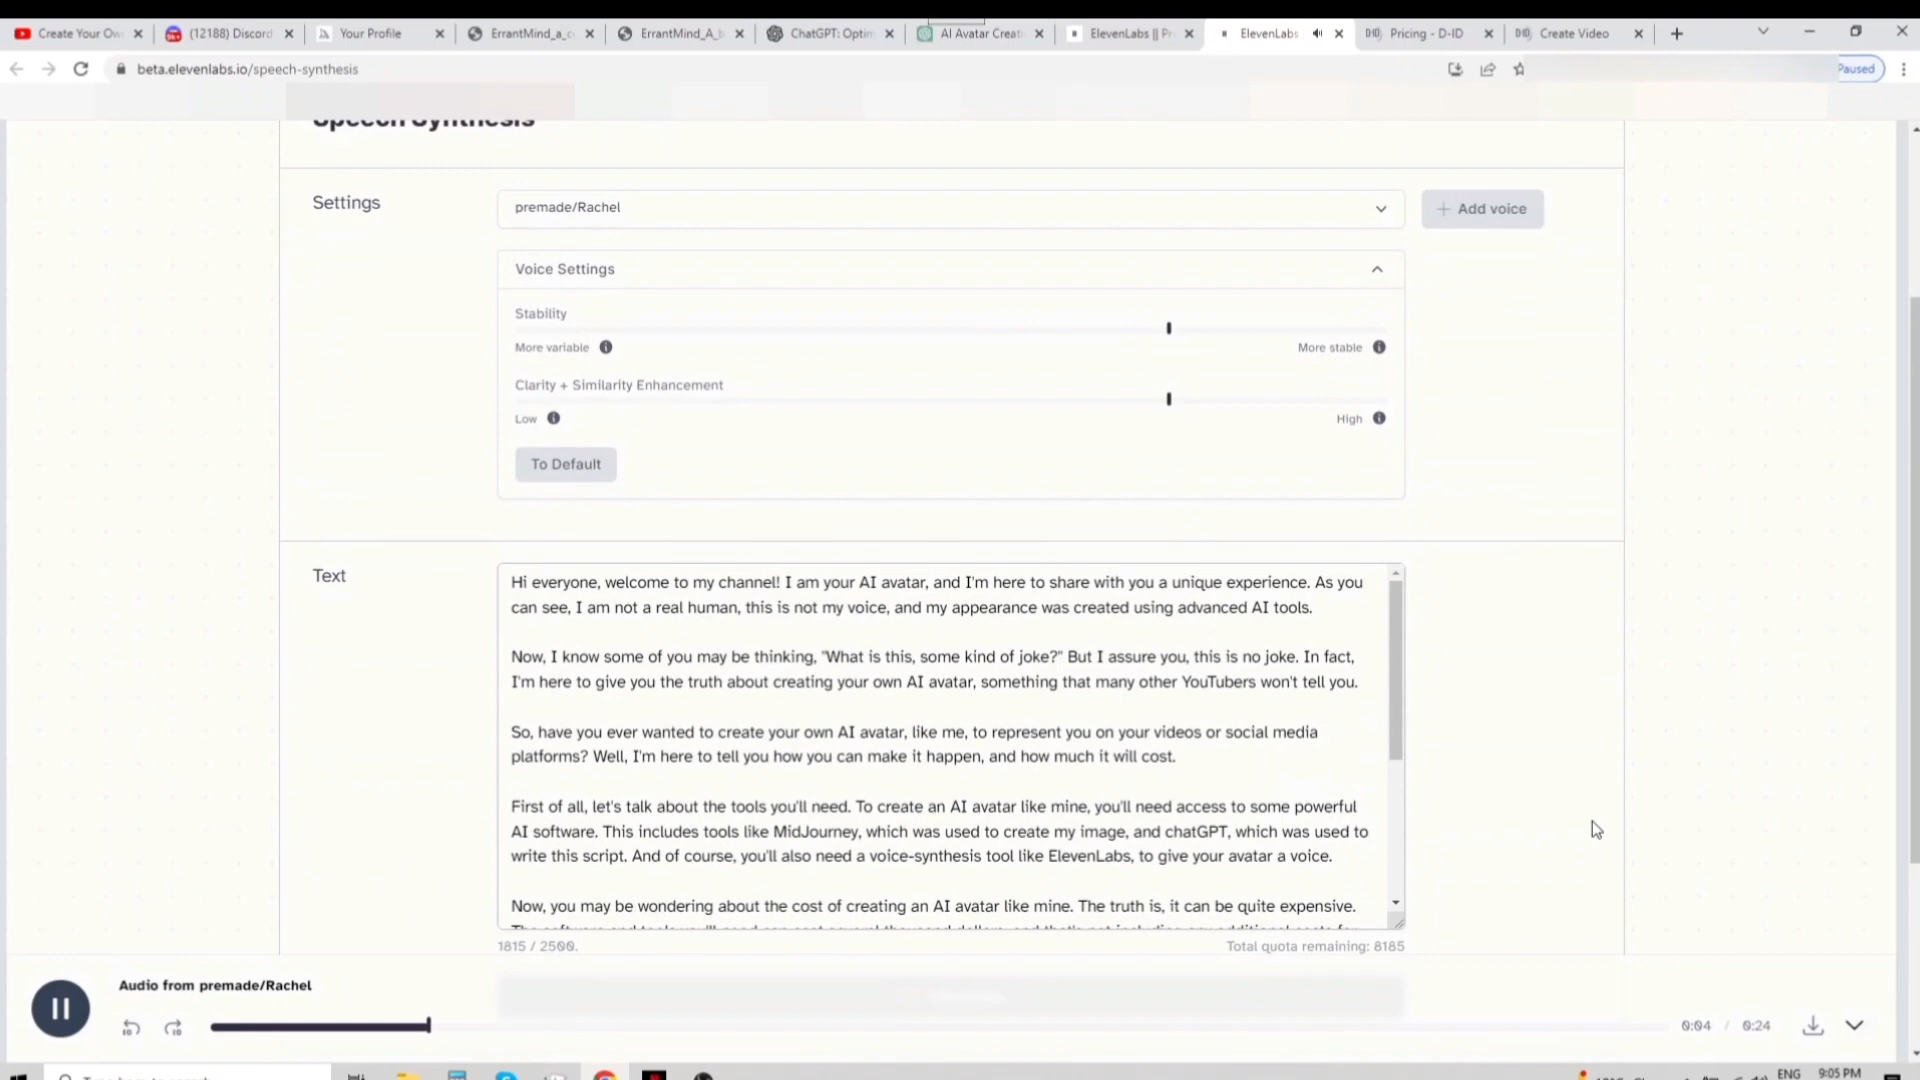 Create Your Ow
(12188) Discord
Your Profile
ErrantMind_a_c
ErrantMind_A_b
ChatGPT: Optim
AI Avatar Creati
ElevenLabs || Pr
ElevenLabs
Pricing - D-ID
Create Video
beta.elevenlabs.io/speech-synthesis
Paused
Speech Synthesis
Settings
premade/Rachel
+ Add voice
Voice Settings
Stability
More variable
More stable
Clarity + Similarity Enhancement
Low
High
To Default
Text
Hi everyone, welcome to my channel! I am your AI avatar, and I'm here to share with you a unique experience. As you
can see, I am not a real human, this is not my voice, and my appearance was created using advanced AI tools.
Now, I know some of you may be thinking, "What is this, some kind of joke?" But I assure you, this is no joke. In fact,
I'm here to give you the truth about creating your own AI avatar, something that many other YouTubers won't tell you.
So, have you ever wanted to create your own AI avatar, like me, to represent you on your videos or social media
platforms? Well, I'm here to tell you how you can make it happen, and how much it will cost.
First of all, let's talk about the tools you'll need. To create an AI avatar like mine, you'll need access to some powerful
AI software. This includes tools like MidJourney, which was used to create my image, and chatGPT, which was used to
write this script. And of course, you'll also need a voice-synthesis tool like ElevenLabs, to give your avatar a voice.
Now, you may be wondering about the cost of creating an AI avatar like mine. The truth is, it can be quite expensive.
1815 / 2500.
Total quota remaining: 8185
Audio from premade/Rachel
10
10
0:04 / 0:24
ENG
9:05 PM